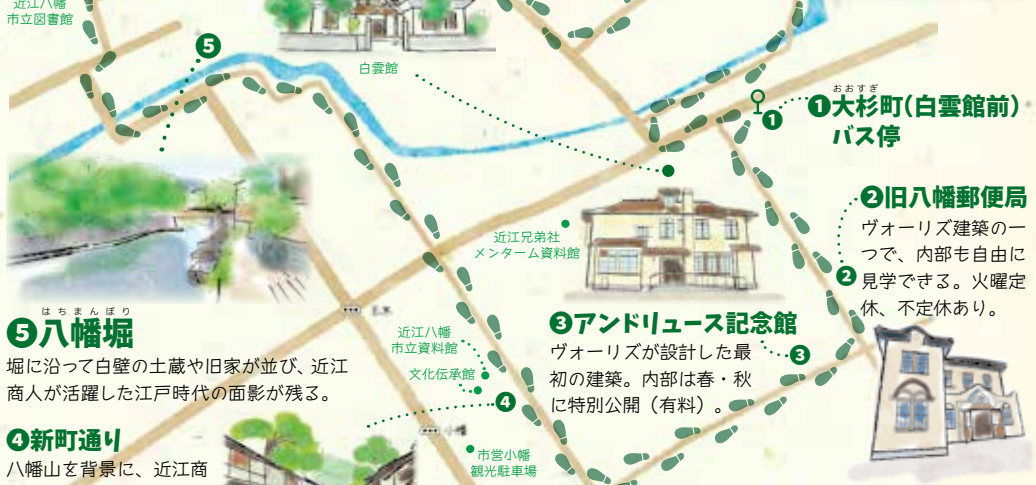 近江八幡
市立図書館
❺
白雲館
❶
おおすぎ
❶大杉町(白雲館前)
バス停
❷旧八幡郵便局
ヴォーリズ建築の一
つで、内部も自由に
見学できる。火曜定
休、不定休あり。
❷
近江兄弟社
メンターム資料館
はちまんぼり
❺八幡堀
堀に沿って白壁の土蔵や旧家が並び、近江
商人が活躍した江戸時代の面影が残る。
近江八幡
市立資料館
文化伝承館
❸アンドリュース記念館
ヴォーリズが設計した最
初の建築。内部は春・秋
に特別公開（有料）。
❸
❹
❹新町通り
八幡山を背景に、近江商
小幡
市営小幡
観光駐車場